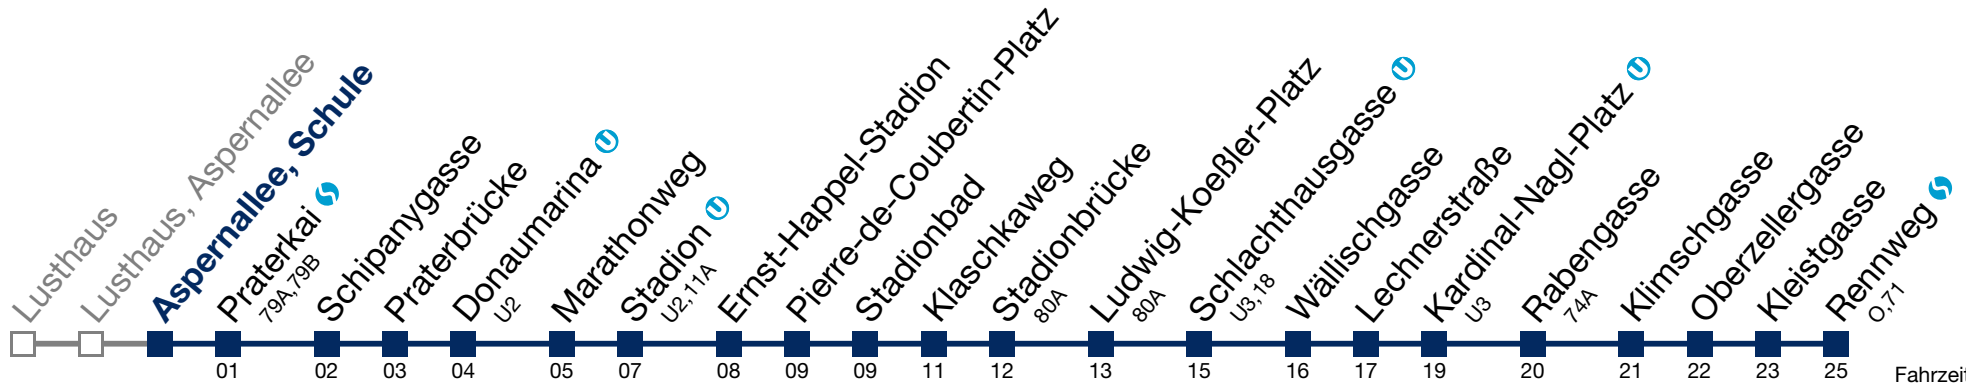 Lusthaus
Lusthaus, Aspernallee
Aspernallee, Schule
Praterkai
79A,79B
Schipanygasse
Praterbrücke
Donaumarina
U2
Marathonweg
Stadion
U2,11A
Ernst-Happel-Stadion
Pierre-de-Coubertin-Platz
Stadionbad
Klaschkaweg
Stadionbrücke
80A
Ludwig-Koeßler-Platz
80A
Schlachthausgasse
U3,18
Wällischgasse
Lechnerstraße
Kardinal-Nagl-Platz
U3
Rabengasse
74A
Klimschgasse
Oberzellergasse
Kleistgasse
Rennweg
O,71
01 02 03 04 05 07 08 09 09 11 12 13 15 16 17 19 20 21 22 23 25 Fahrzeit